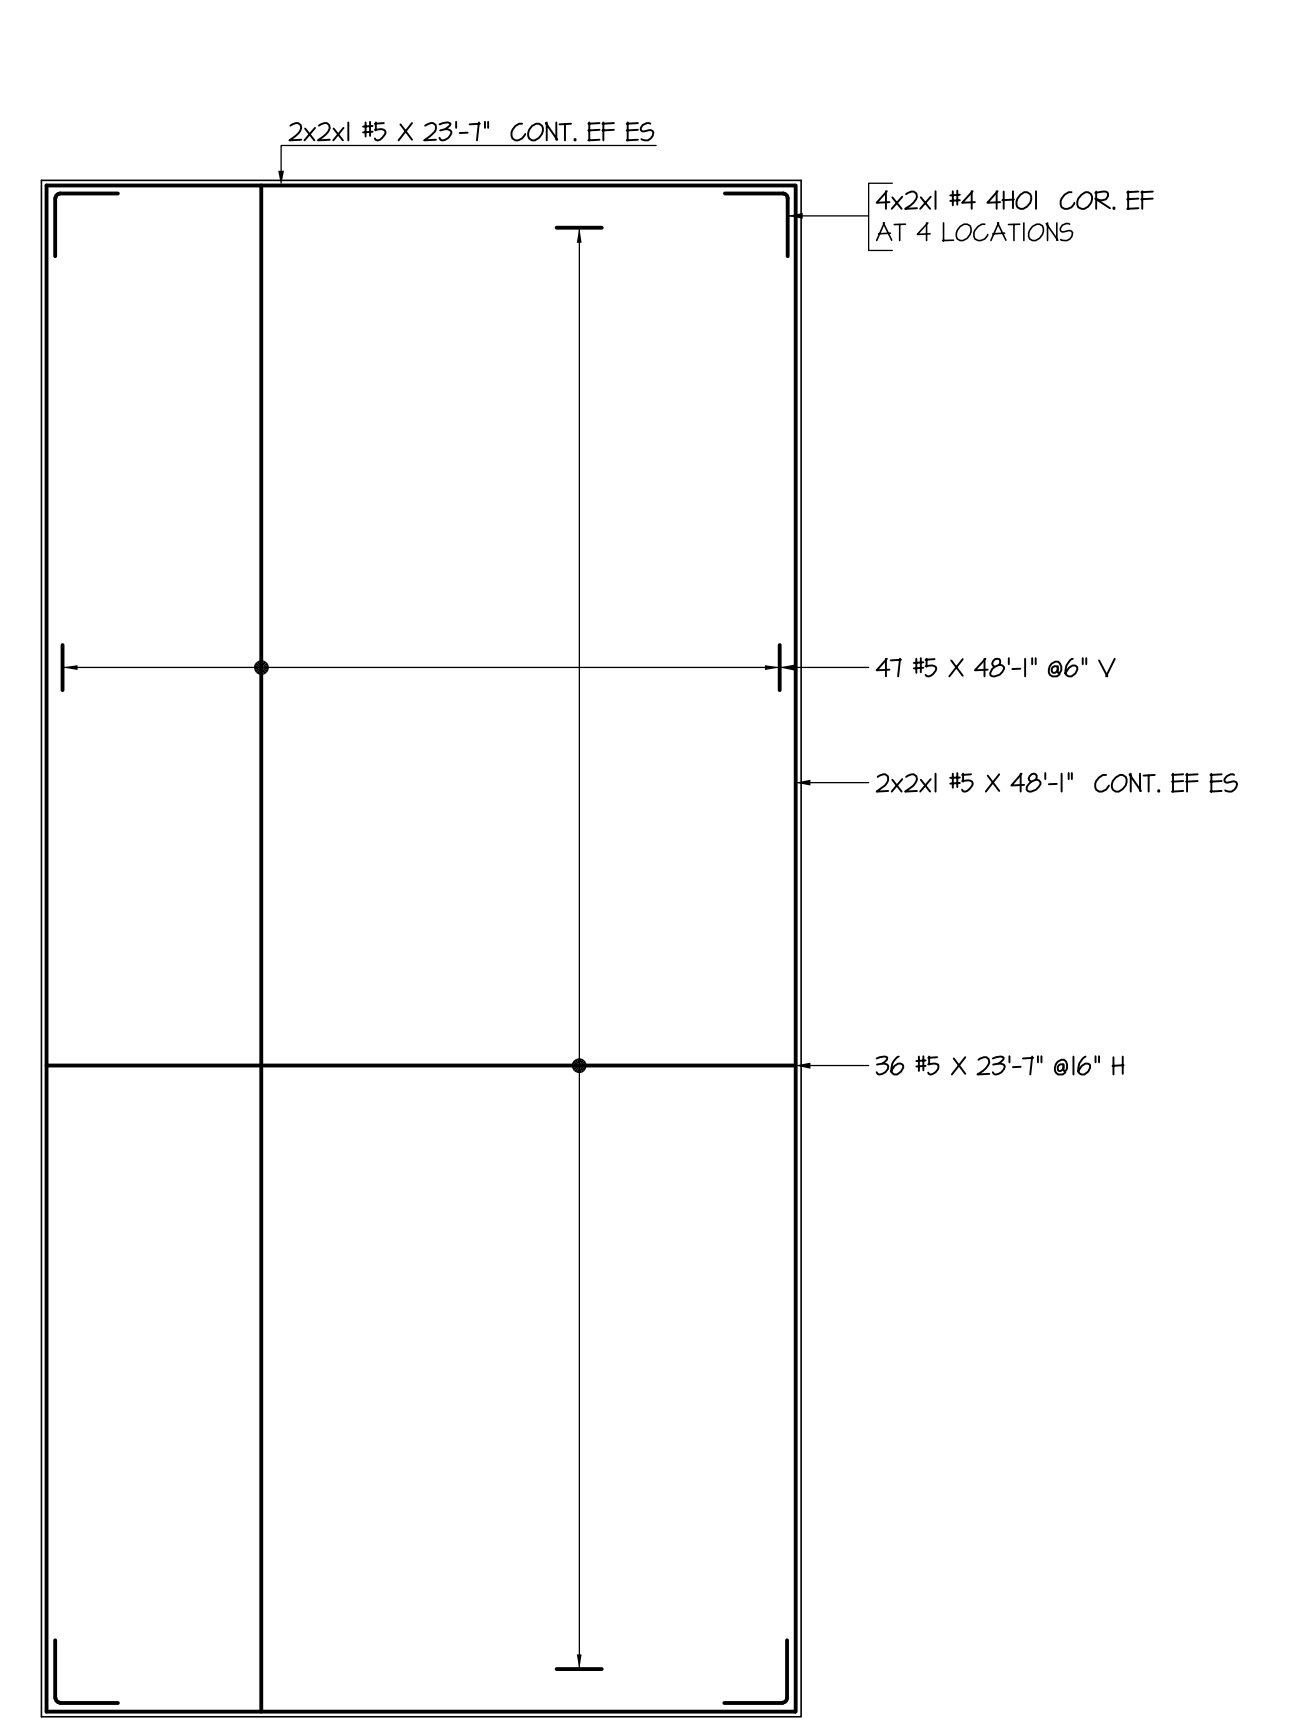 2x2x1 #5 X 23'-7" CONT. EF ES
4x2x1 #4 4H01 COR. EF
AT 4 LOCATIONS
47 #5 X 48'-1" @6" V
2x2x1 #5 X 48'-1" CONT. EF ES
36 #5 X 23'-7" @16" H